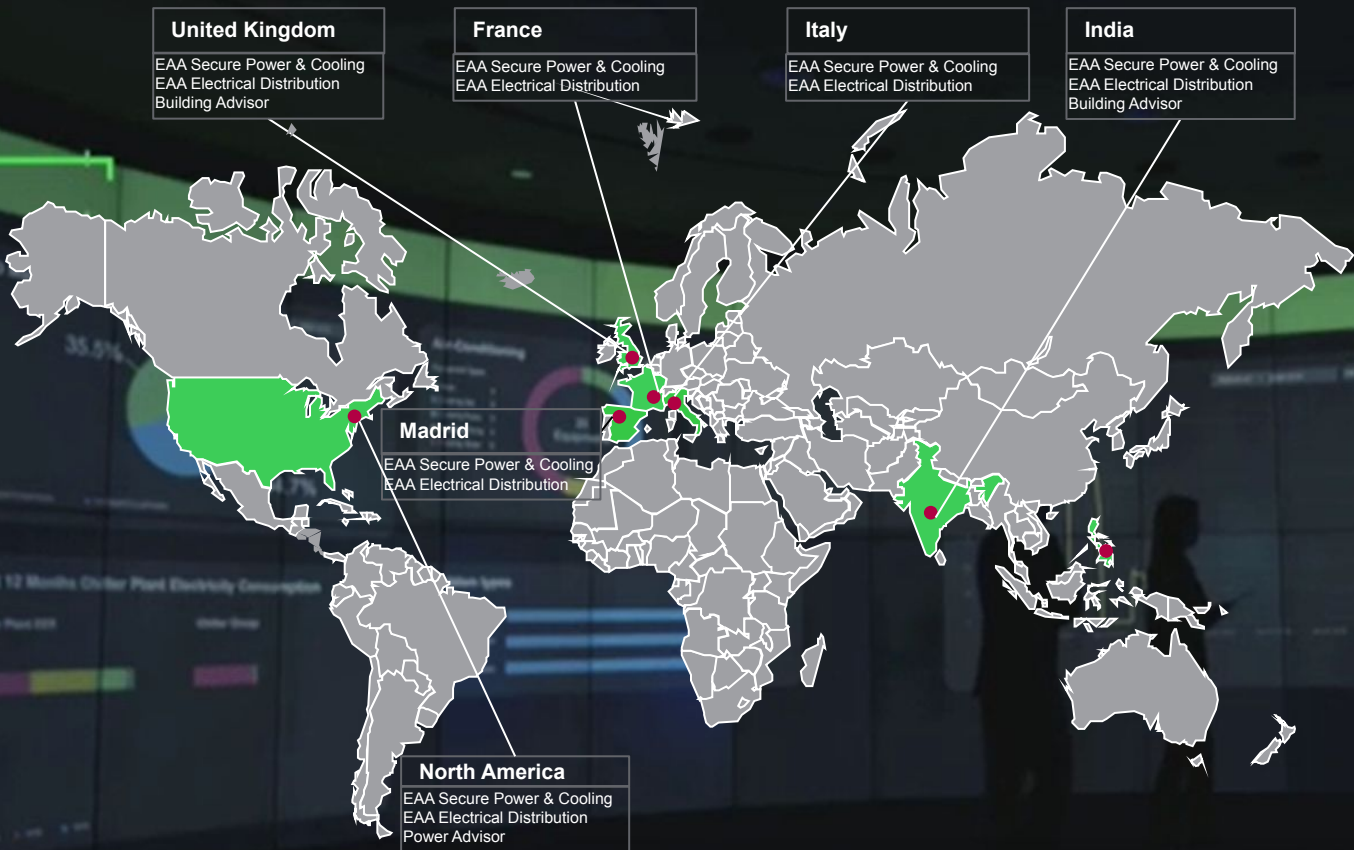 United Kingdom
EAA Secure Power & Cooling
EAA Electrical Distribution
Building Advisor
France
EAA Secure Power & Cooling
EAA Electrical Distribution
Italy
EAA Secure Power & Cooling
EAA Electrical Distribution
India
EAA Secure Power & Cooling
EAA Electrical Distribution
Building Advisor
35.5%
Madrid
EAA Secure Power & Cooling
EAA Electrical Distribution
12 Months Chiller Plant Electricity Consumption
North America
EAA Secure Power & Cooling
EAA Electrical Distribution
Power Advisor